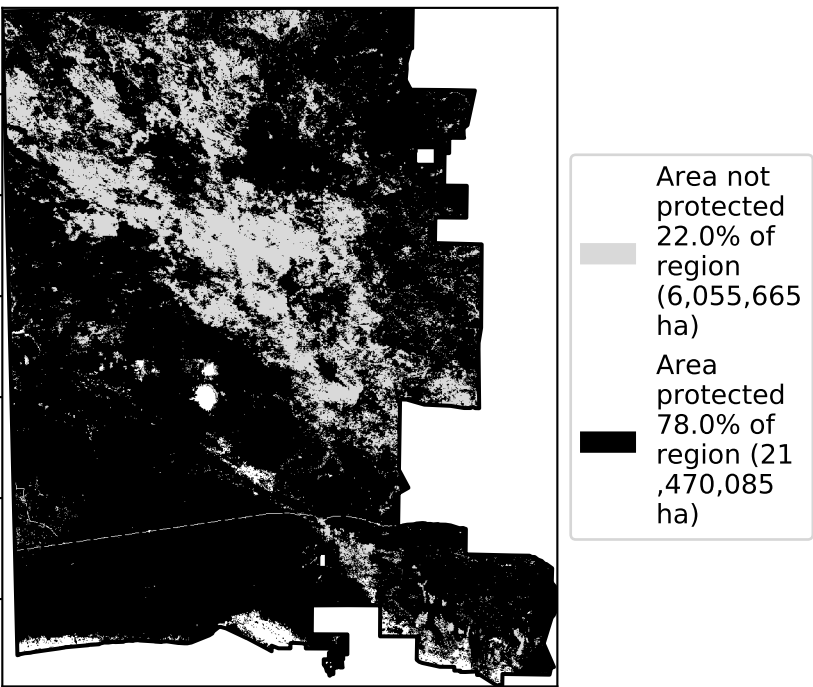 Area not
protected
22.0% of
region
(6,055,665
ha)
Area
protected
78.0% of
region (21
,470,085
ha)